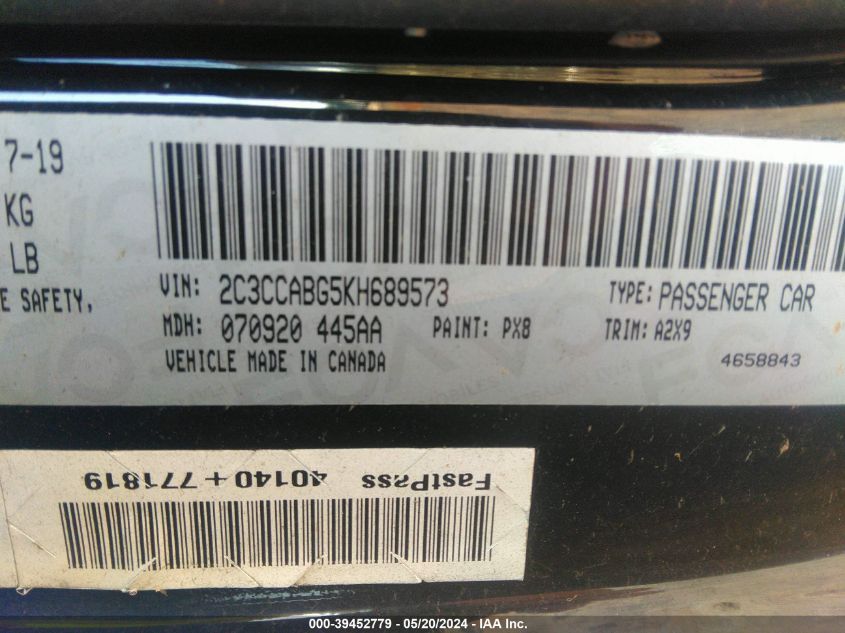 7-19
KG
LB
E SAFETY,
VIN: 2C3CCABG5KH689573 TYPE: PASSENGER CAR
MDH: 070920 445AA PAINT: PX8 TRIM: A2X9
VEHICLE MADE IN CANADA 4658843
FastPass 40140+771819
000-39452779 — 05/20/2024 — IAA Inc.